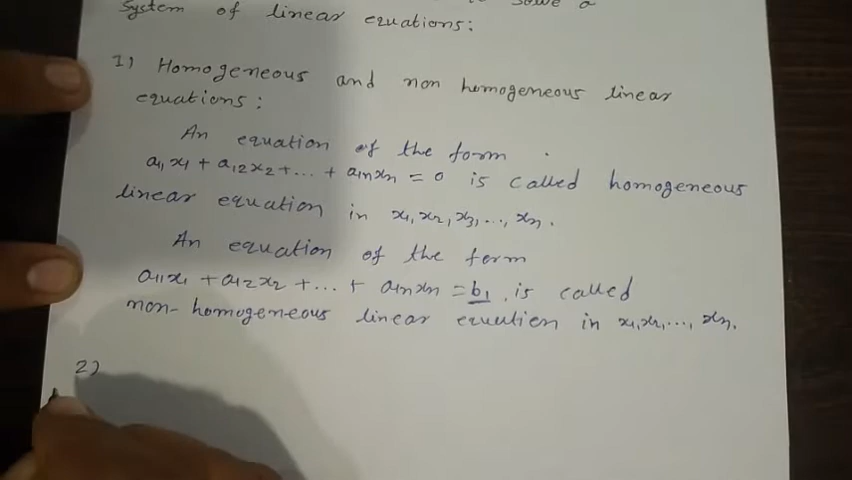 solve a
System of linear equations:
1) Homogeneous and non homogeneous linear
equations:
An equation of the form
a₁₁x₁ + a₁₂x₂ + ... + a₁ₙxₙ = 0 is called homogeneous
linear equation in x₁, x₂, x₃, ..., xₙ.
An equation of the form
a₁₁x₁ + a₁₂x₂ + ... + a₁ₙxₙ = b₁, is called
non-homogeneous linear equation in x₁, x₂, ..., xₙ.
2)